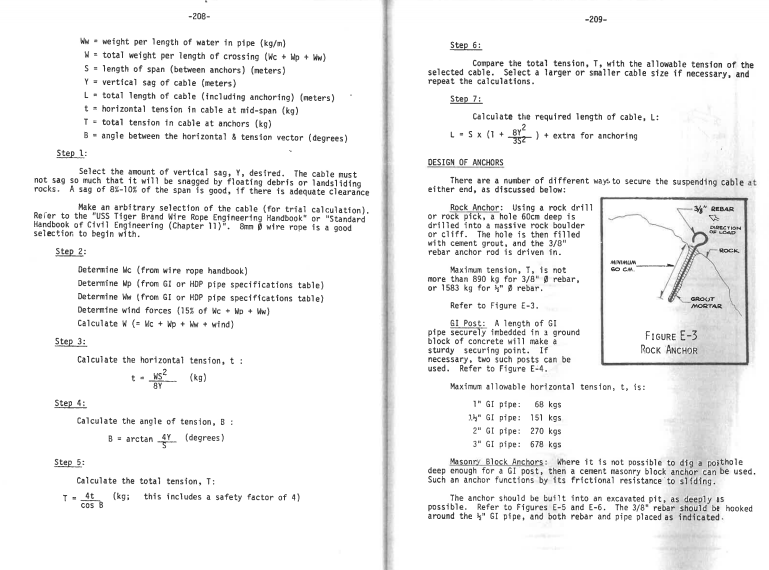 -208-
Ww = weight per length of water in pipe (kg/m)
W = total weight per length of crossing (Wc + Wp + Ww)
S = length of span (between anchors) (meters)
Y = vertical sag of cable (meters)
L = total length of cable (including anchoring) (meters)
t = horizontal tension in cable at mid-span (kg)
T = total tension in cable at anchors (kg)
B = angle between the horizontal & tension vector (degrees)
Step 1:
Select the amount of vertical sag, Y, desired. The cable must
not sag so much that it will be snagged by floating debris or landsliding
rocks. A sag of 8%-10% of the span is good, if there is adequate clearance
Make an arbitrary selection of the cable (for trial calculation).
Refer to the "USS Tiger Brand Wire Rope Engineering Handbook" or "Standard
Handbook of Civil Engineering (Chapter 11)". 8mm Ø wire rope is a good
selection to begin with.
Step 2:
Determine Wc (from wire rope handbook)
Determine Wp (from GI or HDP pipe specifications table)
Determine Ww (from GI or HDP pipe specifications table)
Determine wind forces (15% of Wc + Wp + Ww)
Calculate W (= Wc + Wp + Ww + wind)
Step 3:
Calculate the horizontal tension, t :
t = WS²/8Y (kg)
Step 4:
Calculate the angle of tension, B :
B = arctan 4Y/S (degrees)
Step 5:
Calculate the total tension, T:
T = 4t/cos B (kg; this includes a safety factor of 4)
-209-
Step 6:
Compare the total tension, T, with the allowable tension of the
selected cable. Select a larger or smaller cable size if necessary, and
repeat the calculations.
Step 7:
Calculate the required length of cable, L:
L = S x (1 + 8Y²/3S² ) + extra for anchoring
DESIGN OF ANCHORS
There are a number of different ways to secure the suspending cable at
either end, as discussed below:
Rock Anchor: Using a rock drill
or rock pick, a hole 60cm deep is
drilled into a massive rock boulder
or cliff. The hole is then filled
with cement grout, and the 3/8"
rebar anchor rod is driven in.
Maximum tension, T, is not
more than 890 kg for 3/8" Ø rebar,
or 1583 kg for ½" Ø rebar.
Refer to Figure E-3.
GI Post: A length of GI
pipe securely imbedded in a ground
block of concrete will make a
sturdy securing point. If
necessary, two such posts can be
used. Refer to Figure E-4.
3/8" REBAR
DIRECTION
OF LOAD
ROCK
MINIMUM
60 CM.
GROUT
MORTAR
FIGURE E-3
ROCK ANCHOR
Maximum allowable horizontal tension, t, is:
1" GI pipe: 68 kgs
1½" GI pipe: 151 kgs
2" GI pipe: 270 kgs
3" GI pipe: 678 kgs
Masonry Block Anchors: Where it is not possible to dig a pothole
deep enough for a GI post, then a cement masonry block anchor can be used.
Such an anchor functions by its frictional resistance to sliding.
The anchor should be built into an excavated pit, as deeply as
possible. Refer to Figures E-5 and E-6. The 3/8" rebar should be hooked
around the ½" GI pipe, and both rebar and pipe placed as indicated.